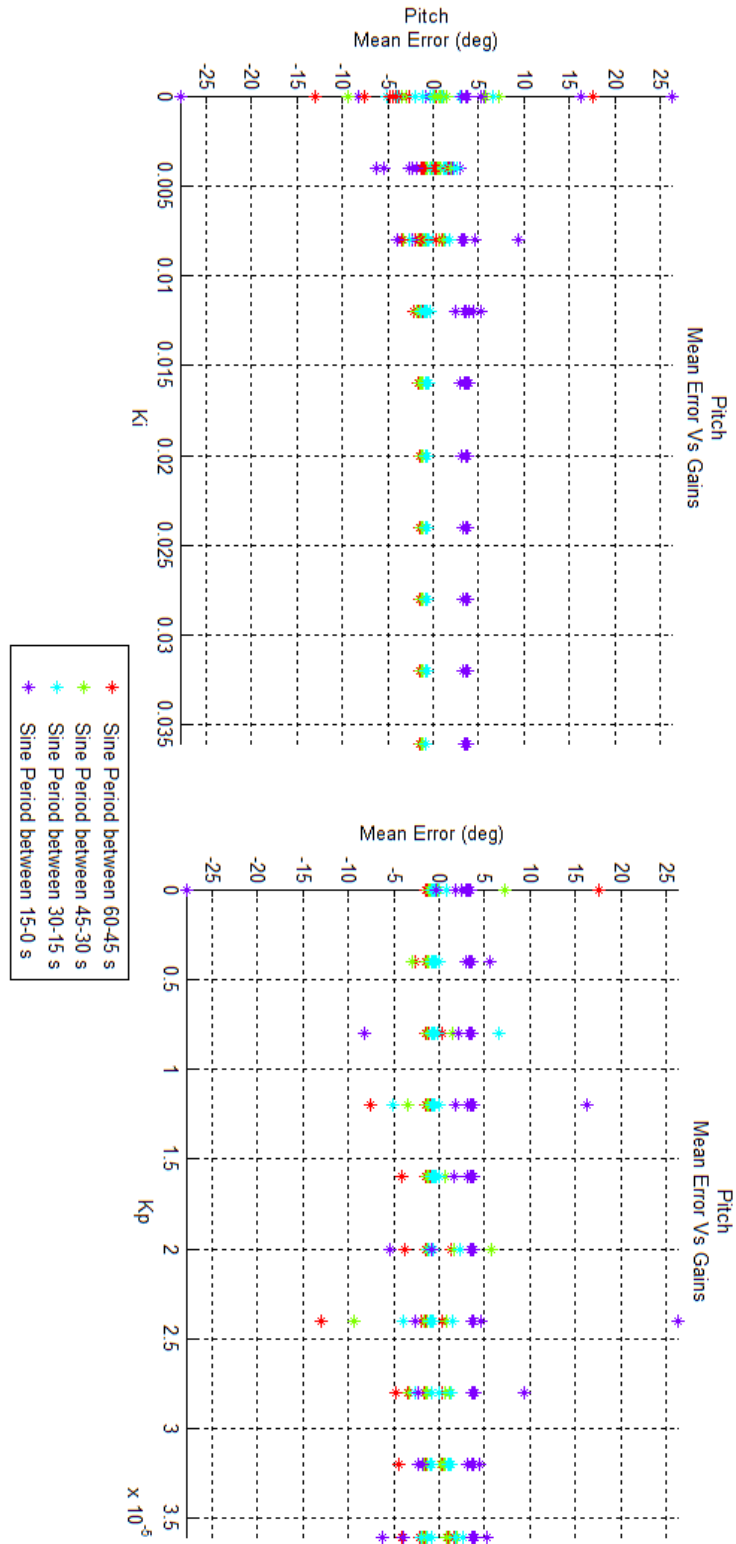 Pitch
Mean Error Vs Gains
Pitch
Mean Error (deg)
25
20
15
10
5
0
-5
-10
-15
-20
-25
0
0.005
0.01
0.015
0.02
0.025
0.03
0.035
Ki
Pitch
Mean Error Vs Gains
Mean Error (deg)
25
20
15
10
5
0
-5
-10
-15
-20
-25
0
0.5
1
1.5
2
2.5
3
3.5
x 10⁻⁵
Kp
Sine Period between 60-45 s
Sine Period between 45-30 s
Sine Period between 30-15 s
Sine Period between 15-0 s